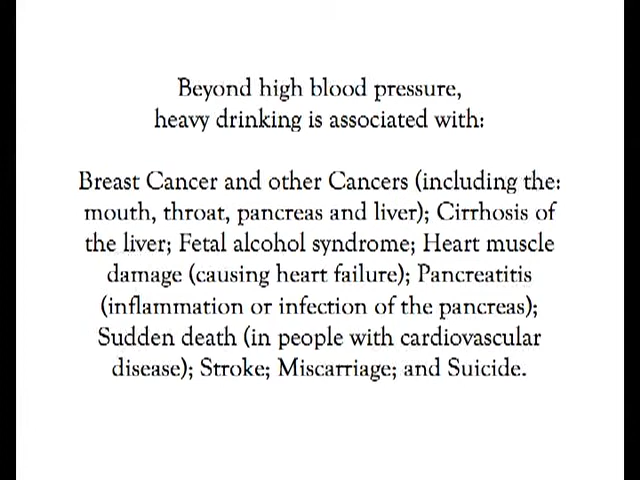 Beyond high blood pressure,
heavy drinking is associated with:
Breast Cancer and other Cancers (including the:
mouth, throat, pancreas and liver); Cirrhosis of
the liver; Fetal alcohol syndrome; Heart muscle
damage (causing heart failure); Pancreatitis
(inflammation or infection of the pancreas);
Sudden death (in people with cardiovascular
disease); Stroke; Miscarriage; and Suicide.